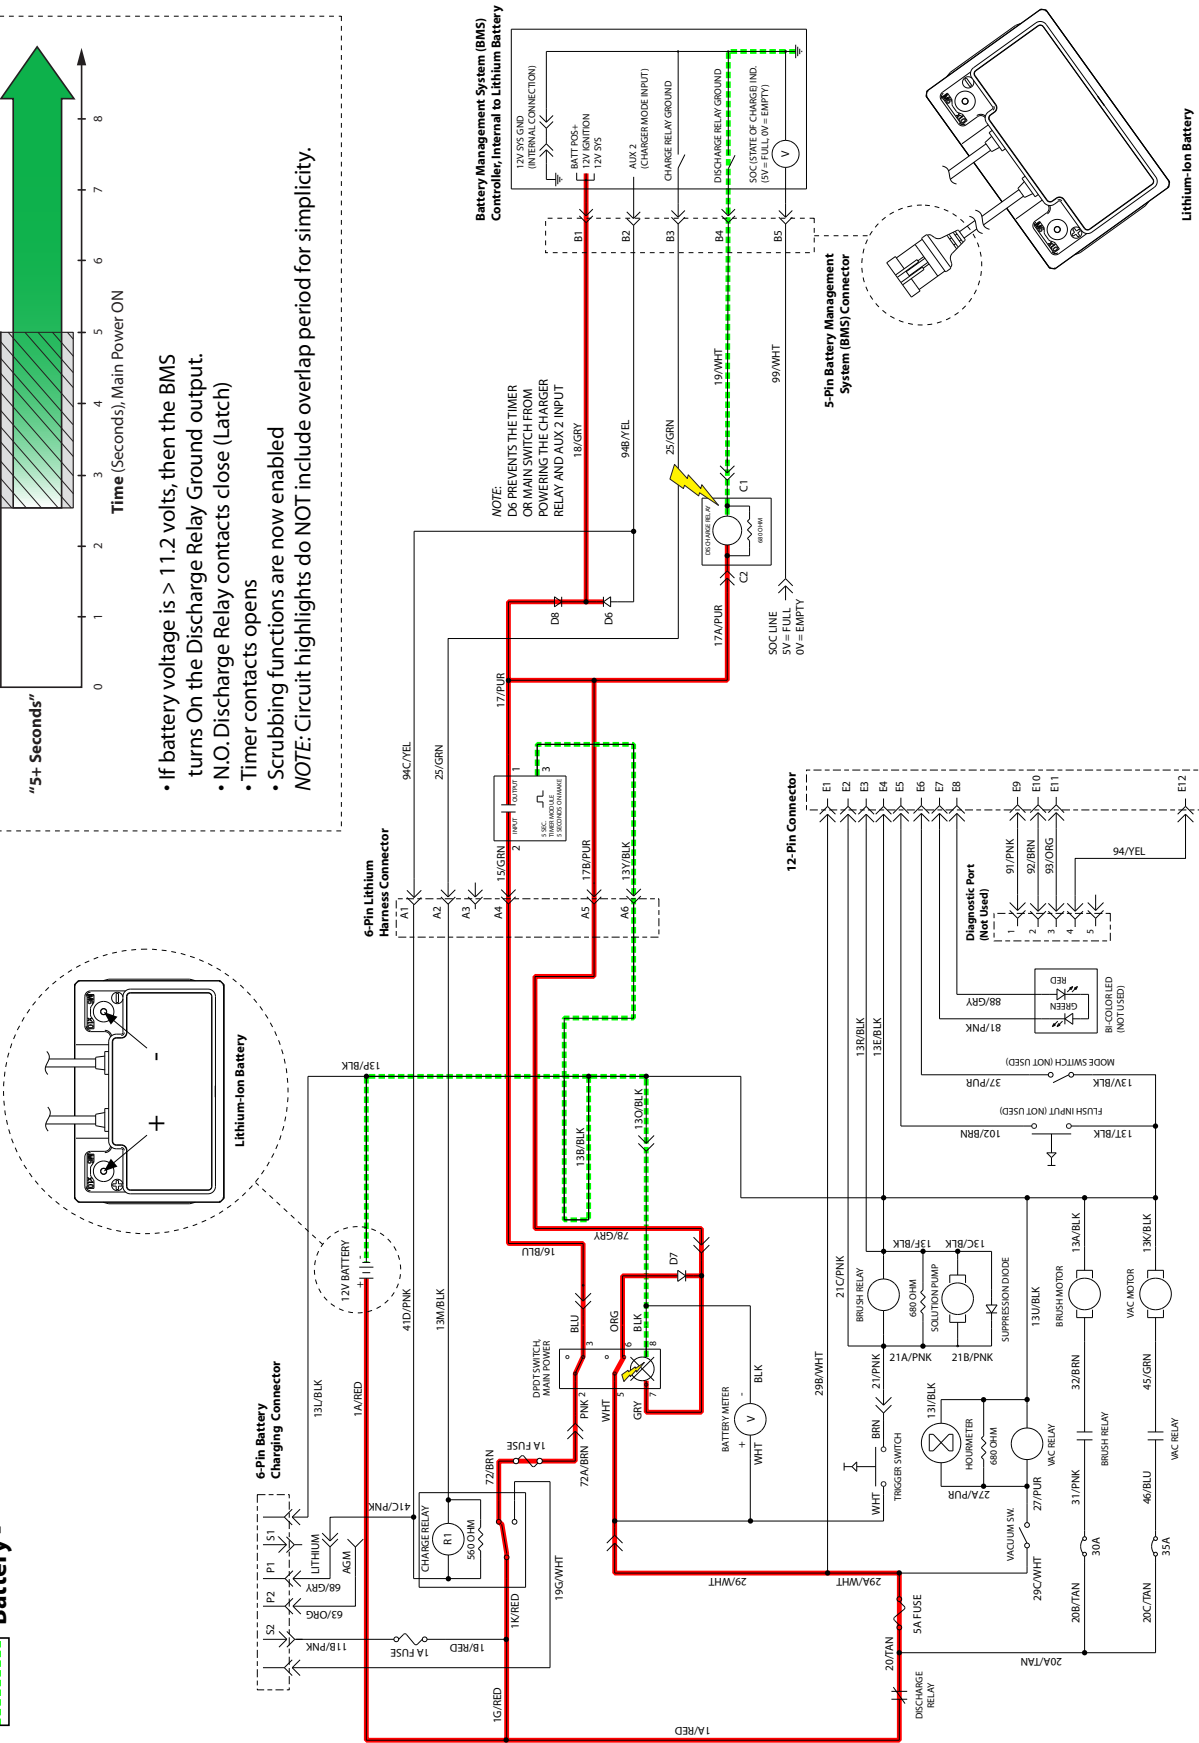 Battery -
"5+ Seconds"
0
1
2
3
4
5
6
7
8
Time (Seconds), Main Power ON
• If battery voltage is > 11.2 volts, then the BMS
turns On the Discharge Relay Ground output.
• N.O. Discharge Relay contacts close (Latch)
• Timer contacts opens
• Scrubbing functions are now enabled
NOTE: Circuit highlights do NOT include overlap period for simplicity.
Battery Management System (BMS)
Controller, Internal to Lithium Battery
12V SYS GND
(INTERNAL CONNECTION)
BATT POS+
12V IGNITION
12V SYS
AUX 2
(CHARGER MODE INPUT)
CHARGE RELAY GROUND
DISCHARGE RELAY GROUND
SOC (STATE OF CHARGE) IND.
(5V = FULL, 0V = EMPTY)
V
B1
B2
B3
B4
B5
5-Pin Battery Management
System (BMS) Connector
Lithium-Ion Battery
NOTE:
D6 PREVENTS THE TIMER
OR MAIN SWITCH FROM
POWERING THE CHARGER
RELAY AND AUX 2 INPUT
18/GRY
94B/YEL
25/GRN
19/WHT
99/WHT
DISCHARGE RELAY
680 OHM
C1
C2
17A/PUR
SOC LINE
5V = FULL
0V = EMPTY
D8
D6
94C/YEL
25/GRN
17/PUR
1
OUTPUT
3
INPUT
2
5 SEC.
TIMER MODULE
5 SECONDS ON MAKE
15/GRN
17B/PUR
13Y/BLK
6-Pin Lithium
Harness Connector
A1
A2
A3
A4
A5
A6
Lithium-Ion Battery
+
-
12V BATTERY
+
-
13P/BLK
13L/BLK
1A/RED
41D/PNK
13M/BLK
13B/BLK
13O/BLK
16/BLU
78/GRY
D7
6-Pin Battery
Charging Connector
S1
P1
P2
S2
LITHIUM
AGM
68/GRY
63/ORG
11B/PNK
1A FUSE
1B/RED
41C/PNK
CHARGE RELAY
R1
560 OHM
19G/WHT
1K/RED
1G/RED
72/BRN
1A FUSE
72A/BRN
DPDT SWITCH,
MAIN POWER
BLU
3
PNK
2
ORG
6
WHT
5
BLK
8
GRY
7
BATTERY METER
+
V
-
WHT
BLK
29/WHT
29A/WHT
29B/WHT
5A FUSE
20/TAN
DISCHARGE
RELAY
1A/RED
20A/TAN
12-Pin Connector
E1
E2
E3
E4
E5
E6
E7
E8
E9
E10
E11
E12
91/PNK
92/BRN
93/ORG
94/YEL
Diagnostic Port
(Not Used)
1
2
3
4
5
88/GRY
81/PNK
RED
GREEN
BI-COLOR LED
(NOT USED)
MODE SWITCH (NOT USED)
37/PUR
13V/BLK
FLUSH INPUT (NOT USED)
102/BRN
13T/BLK
13R/BLK
13E/BLK
21C/PNK
BRUSH RELAY
13F/BLK
13C/BLK
680 OHM
SOLUTION PUMP
SUPPRESSION DIODE
21/PNK
21A/PNK
21B/PNK
BRN
WHT
TRIGGER SWITCH
13U/BLK
13I/BLK
HOURMETER
680 OHM
VAC RELAY
27A/PUR
27/PUR
VACUUM SW.
29C/WHT
13A/BLK
BRUSH MOTOR
32/BRN
BRUSH RELAY
31/PNK
30A
20B/TAN
13K/BLK
VAC MOTOR
45/GRN
VAC RELAY
46/BLU
35A
20C/TAN